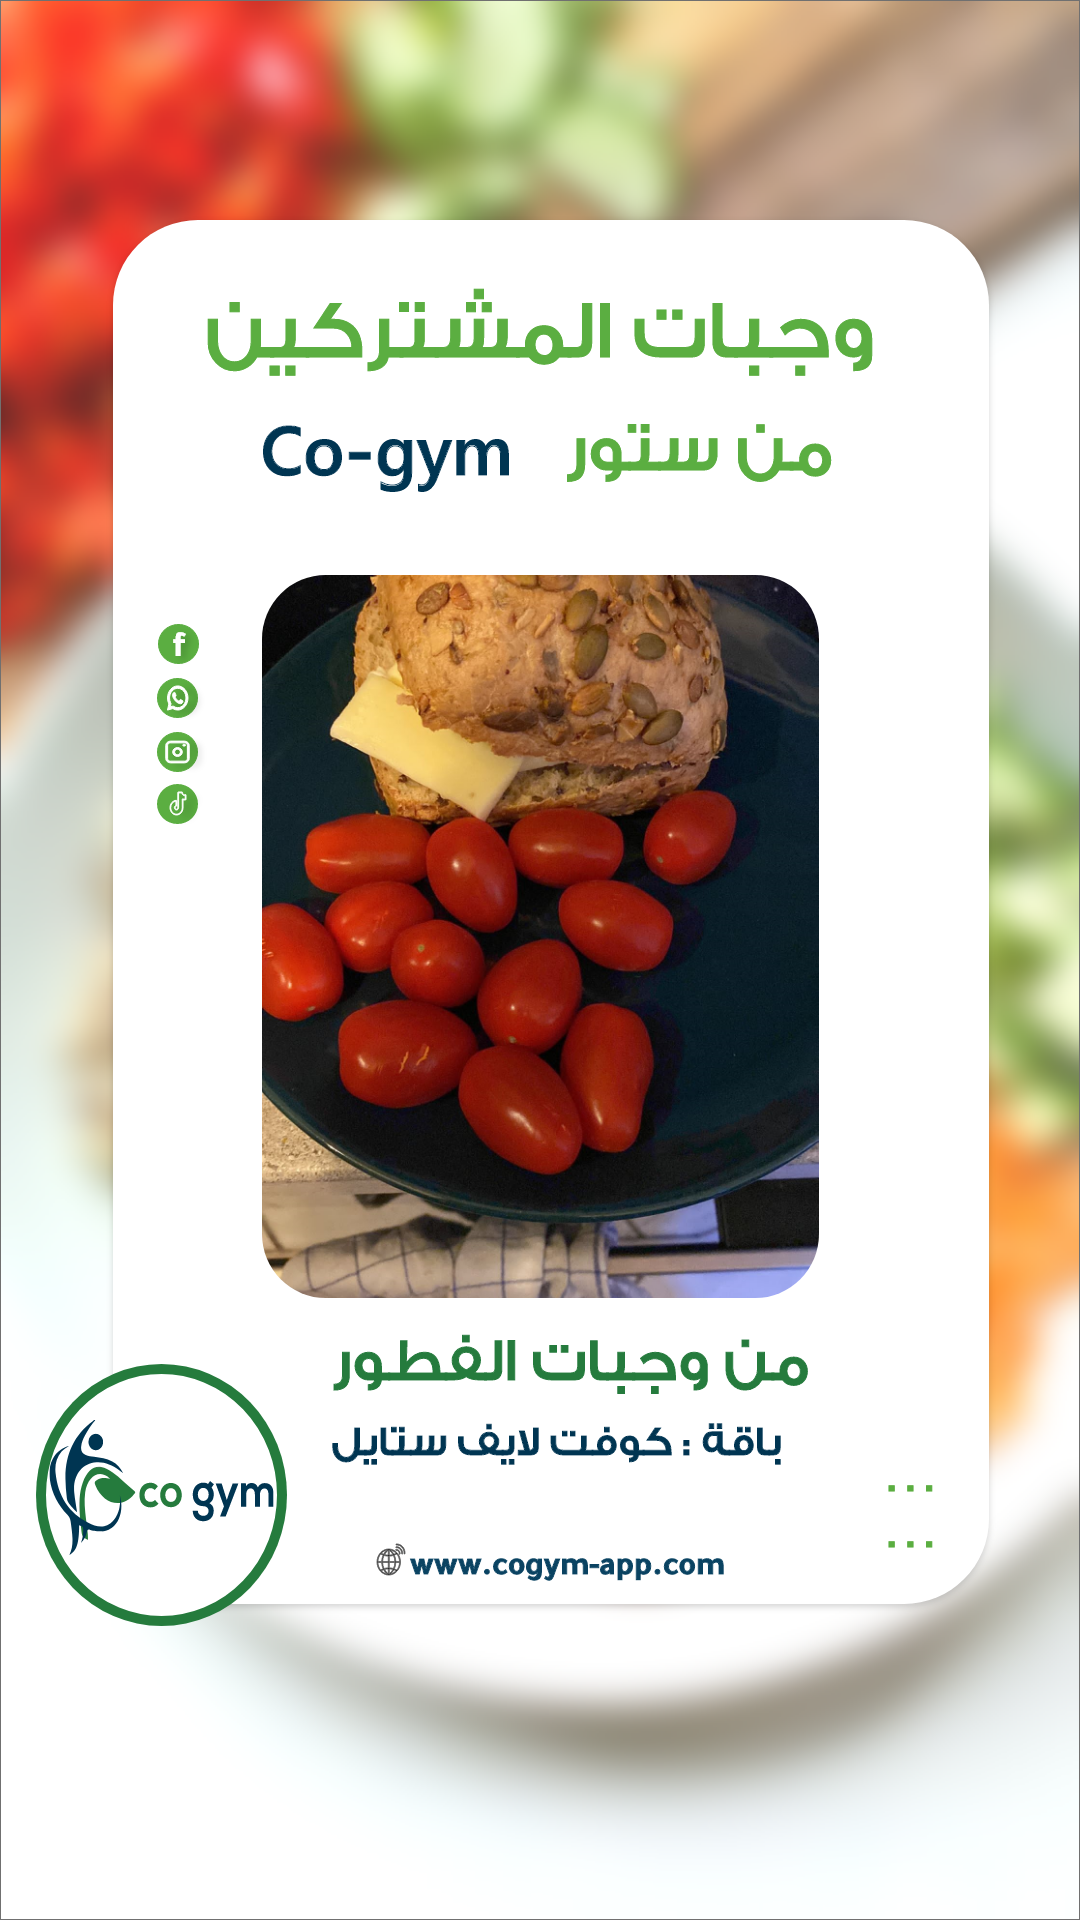 وجبات المشتركين
من ستور Co-gym
من وجبات الفطور
باقة : كوفت لايف ستايل
co gym
www.cogym-app.com